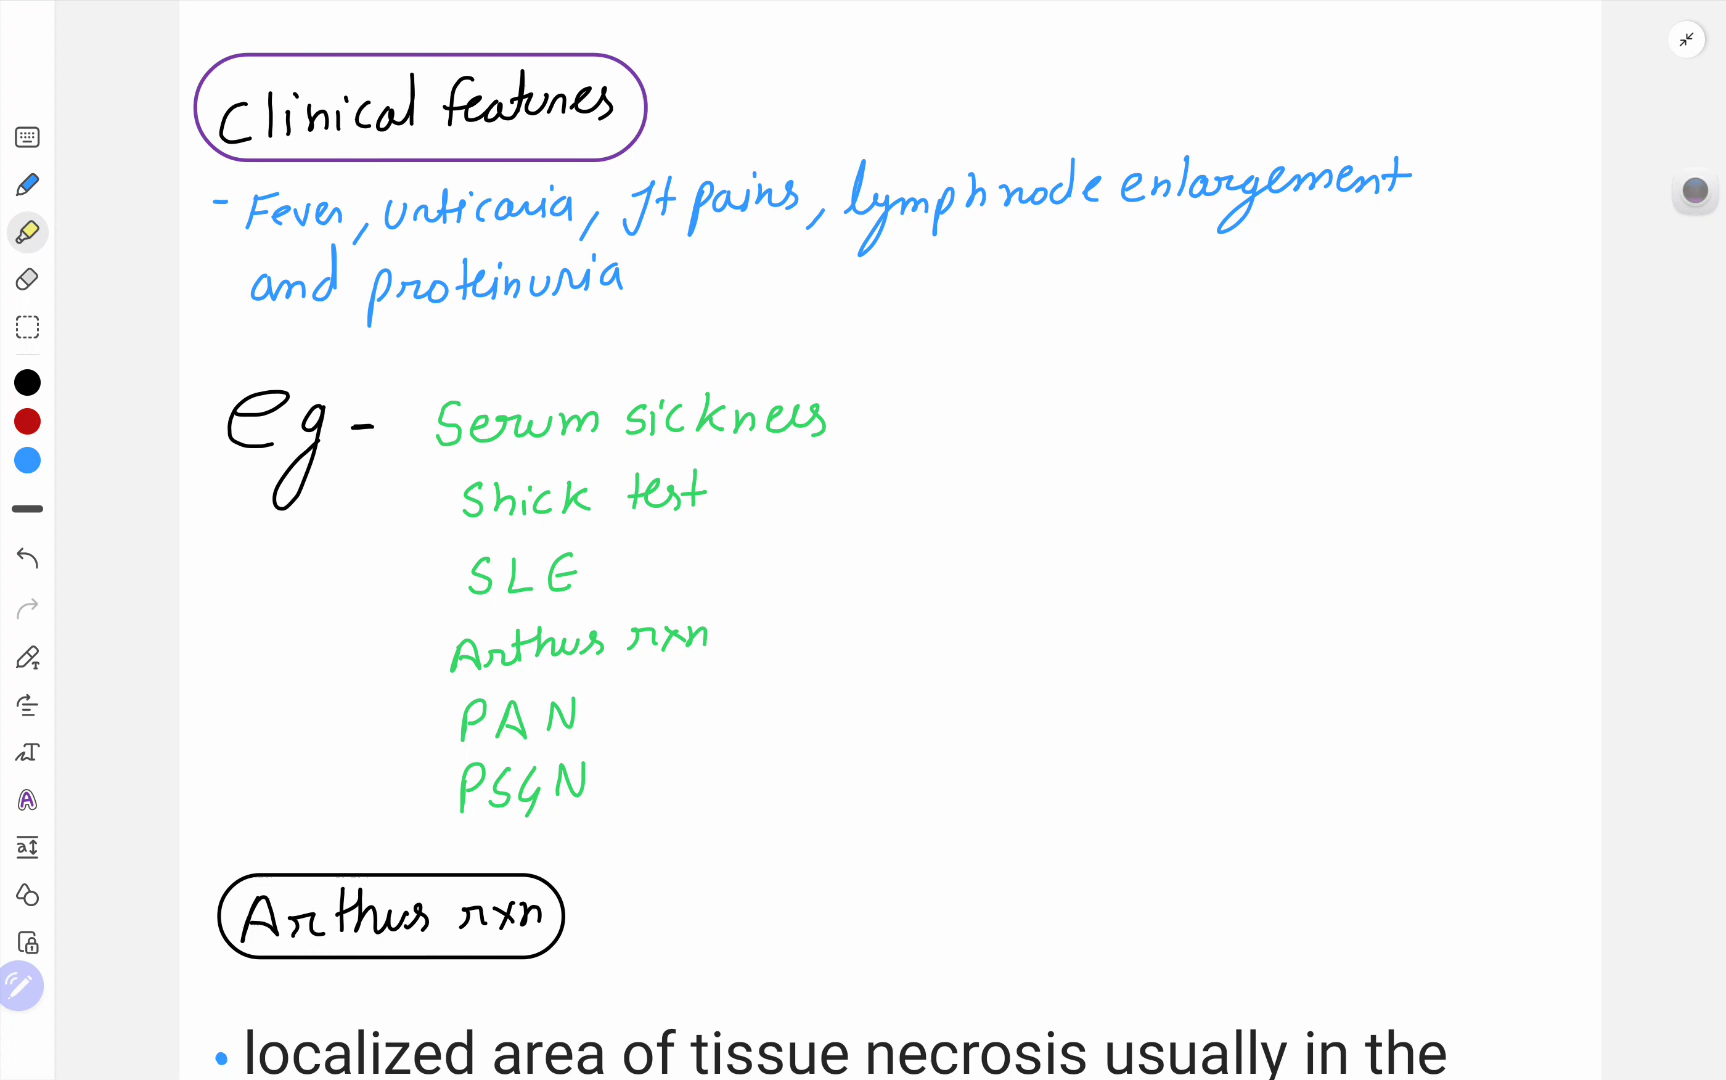 Clinical features
- Fever, urticaria, Jt pains, lymph node enlargement
and proteinuria
eg - Serum sickness
Shick test
SLE
Arthus rxn
PAN
PSGN
Arthus rxn
• localized area of tissue necrosis usually in the